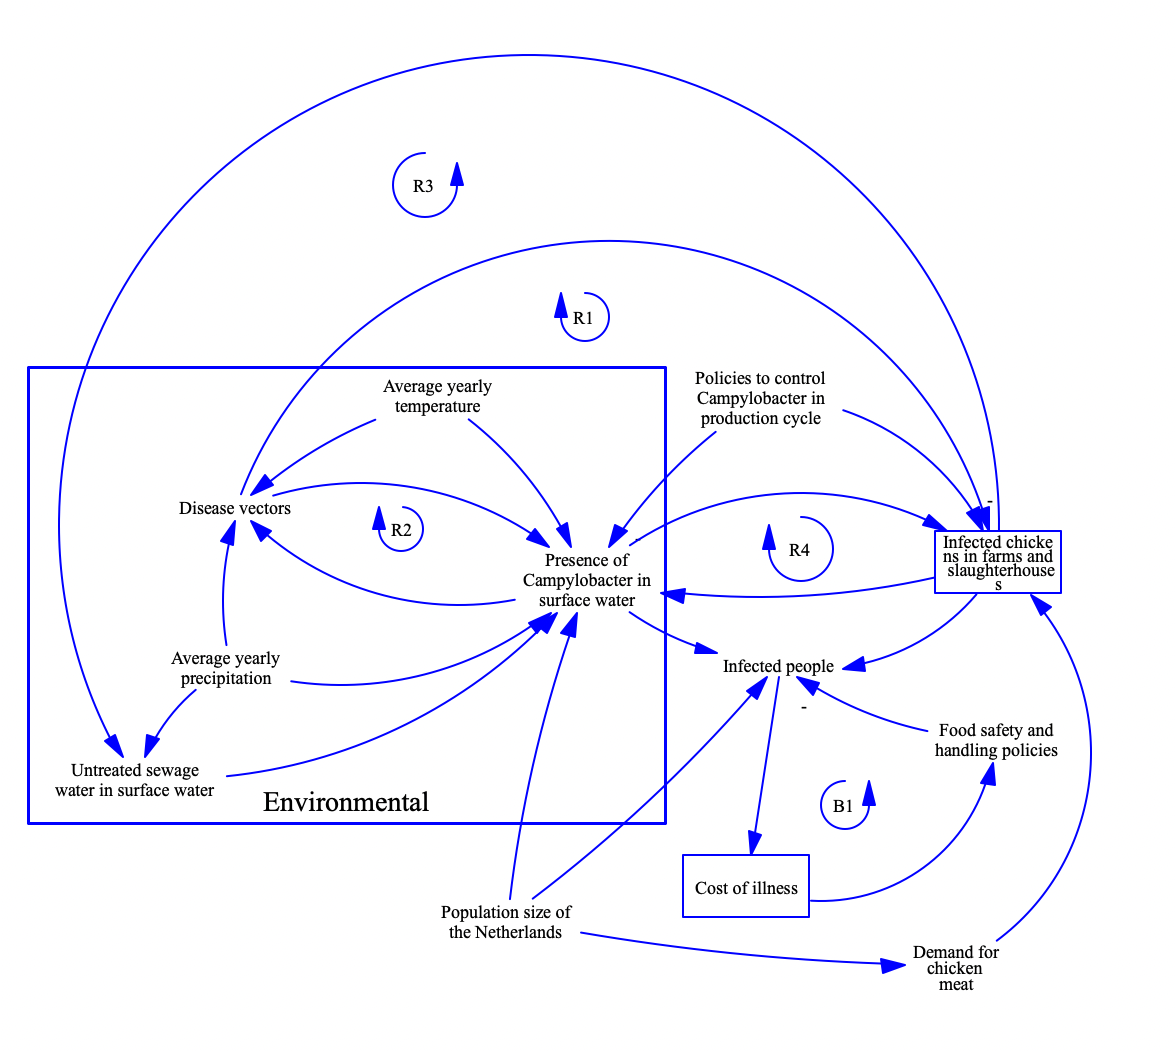 R3
R1
Average yearly
temperature
Policies to control
Campylobacter in
production cycle
Disease vectors
-
R2
R4
-
Infected chicke
ns in farms and
slaughterhouse
s
Presence of
Campylobacter in
surface water
Average yearly
precipitation
Infected people
-
Food safety and
handling policies
Untreated sewage
water in surface water
Environmental
B1
Cost of illness
Population size of
the Netherlands
Demand for
chicken
meat